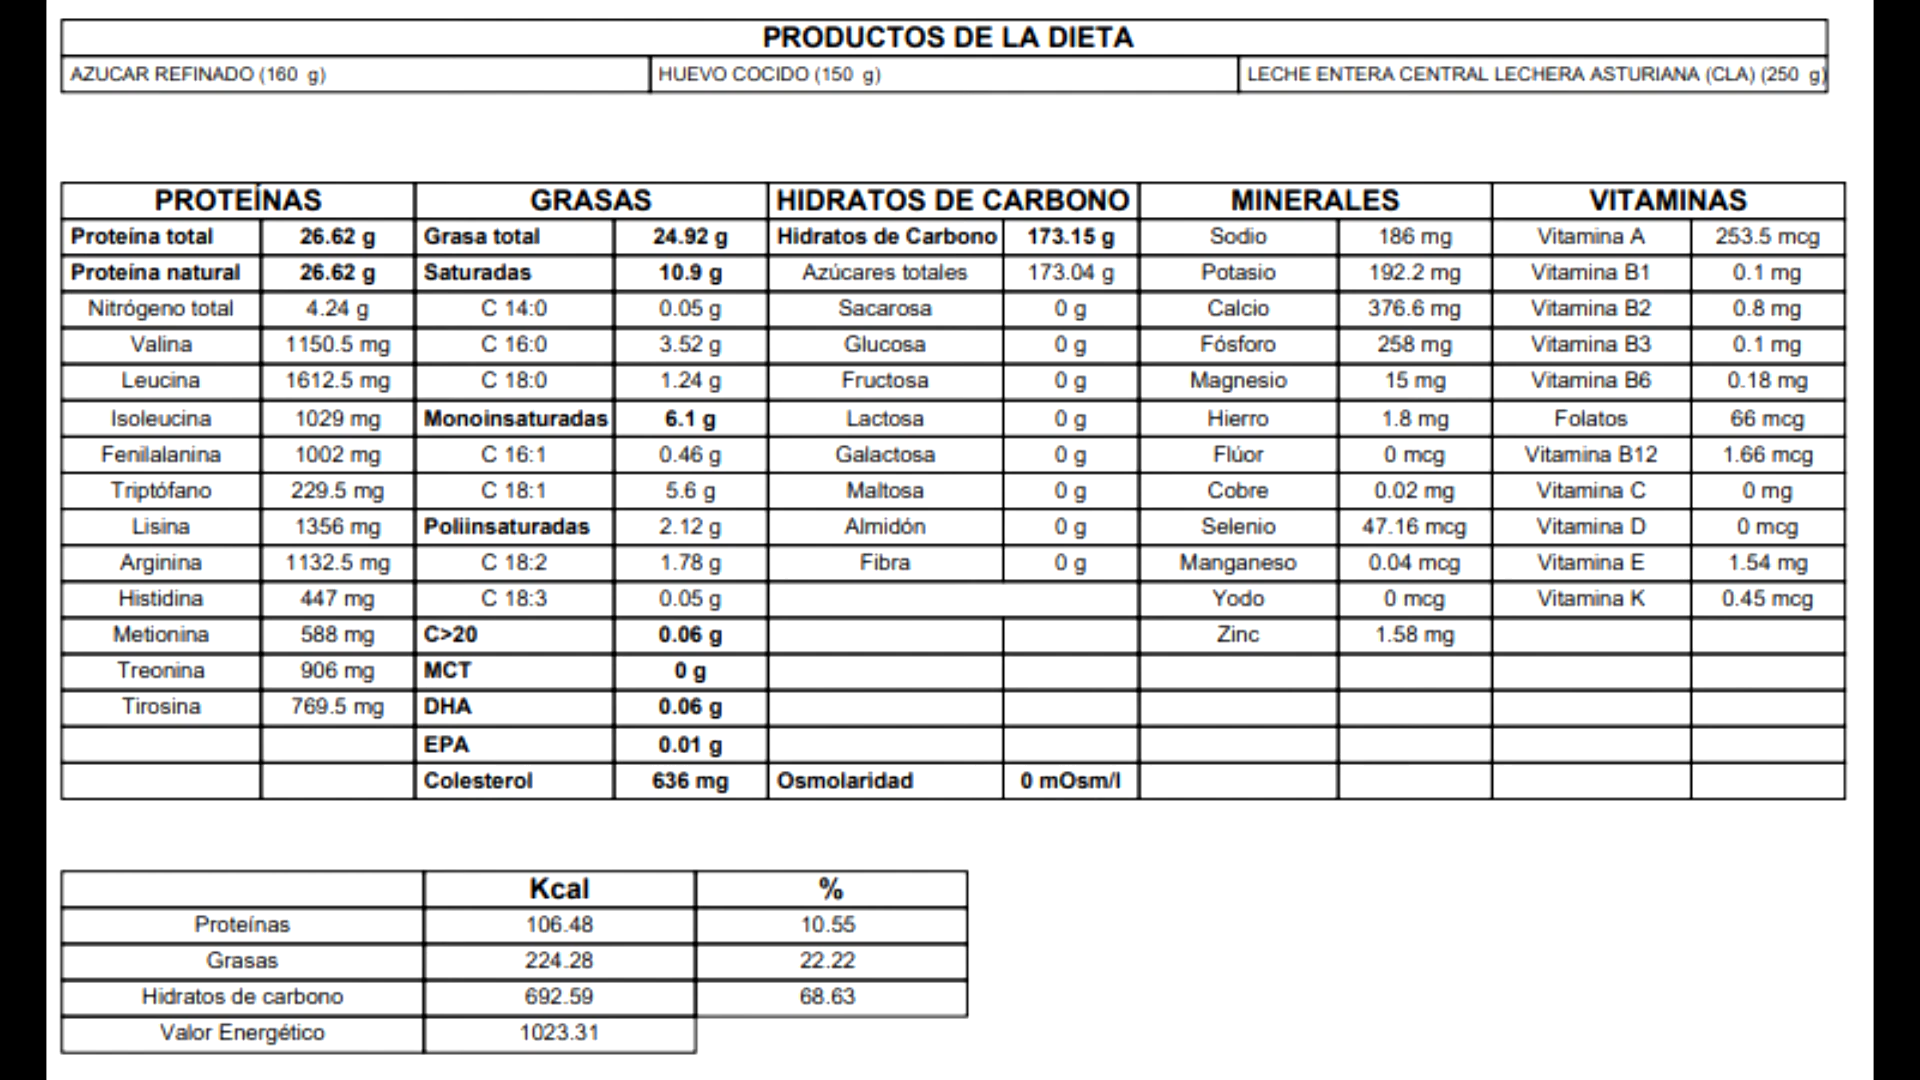 PRODUCTOS DE LA DIETA
AZUCAR REFINADO (160 g) HUEVO COCIDO (150 g) LECHE ENTERA CENTRAL LECHERA ASTURIANA (CLA) (250 g)
PROTEÍNAS GRASAS HIDRATOS DE CARBONO MINERALES VITAMINAS
Proteína total 26.62 g Grasa total 24.92 g Hidratos de Carbono 173.15 g Sodio 186 mg Vitamina A 253.5 mcg
Proteína natural 26.62 g Saturadas 10.9 g Azúcares totales 173.04 g Potasio 192.2 mg Vitamina B1 0.1 mg
Nitrógeno total 4.24 g C 14:0 0.05 g Sacarosa 0 g Calcio 376.6 mg Vitamina B2 0.8 mg
Valina 1150.5 mg C 16:0 3.52 g Glucosa 0 g Fósforo 258 mg Vitamina B3 0.1 mg
Leucina 1612.5 mg C 18:0 1.24 g Fructosa 0 g Magnesio 15 mg Vitamina B6 0.18 mg
Isoleucina 1029 mg Monoinsaturadas 6.1 g Lactosa 0 g Hierro 1.8 mg Folatos 66 mcg
Fenilalanina 1002 mg C 16:1 0.46 g Galactosa 0 g Flúor 0 mcg Vitamina B12 1.66 mcg
Triptófano 229.5 mg C 18:1 5.6 g Maltosa 0 g Cobre 0.02 mg Vitamina C 0 mg
Lisina 1356 mg Poliinsaturadas 2.12 g Almidón 0 g Selenio 47.16 mcg Vitamina D 0 mcg
Arginina 1132.5 mg C 18:2 1.78 g Fibra 0 g Manganeso 0.04 mcg Vitamina E 1.54 mg
Histidina 447 mg C 18:3 0.05 g Yodo 0 mcg Vitamina K 0.45 mcg
Metionina 588 mg C>20 0.06 g Zinc 1.58 mg
Treonina 906 mg MCT 0 g
Tirosina 769.5 mg DHA 0.06 g
EPA 0.01 g
Colesterol 636 mg Osmolaridad 0 mOsm/l
Kcal %
Proteínas 106.48 10.55
Grasas 224.28 22.22
Hidratos de carbono 692.59 68.63
Valor Energético 1023.31